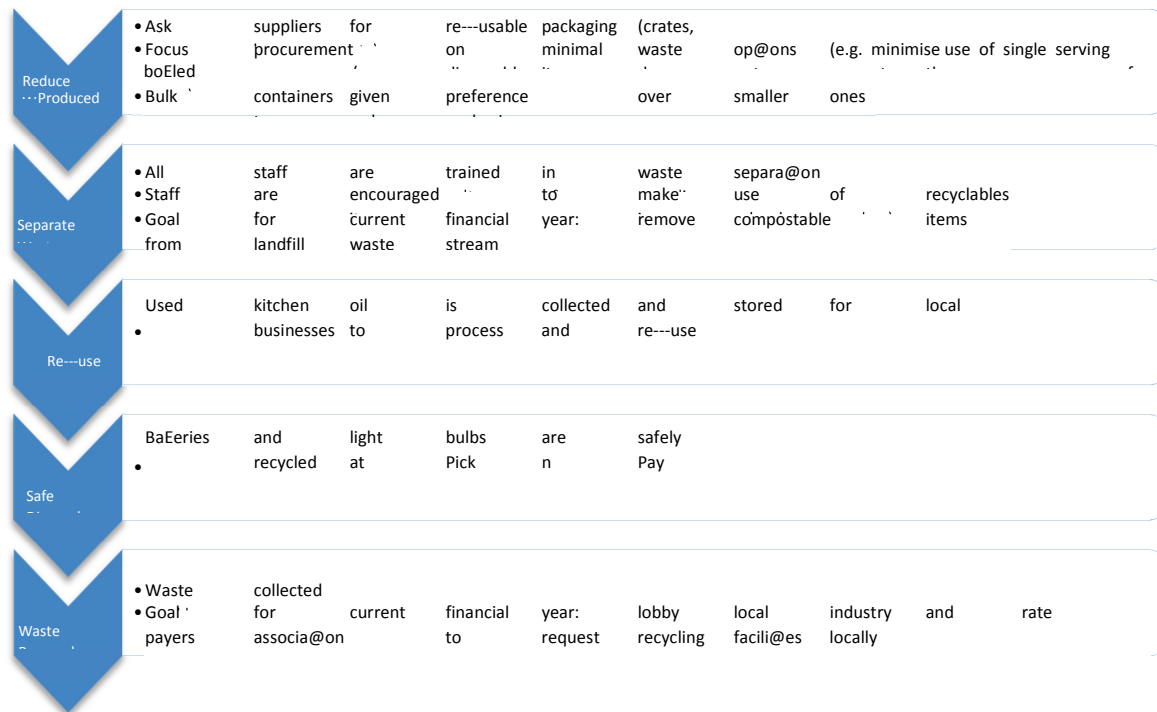 Reduce
Produced
• Ask suppliers for re---usable packaging (crates,
• Focus procurement on minimal waste op@ons (e.g. minimise use of single serving
boEled
• Bulk containers given preference over smaller ones
Separate
• All staff are trained in waste separa@on
• Staff are encouraged to make use of recyclables
• Goal for current financial year: remove compostable items
from landfill waste stream
Re---use
Used kitchen oil is collected and stored for local
• businesses to process and re---use
Safe
BaEeries and light bulbs are safely
• recycled at Pick n Pay
Waste
• Waste collected
• Goal for current financial year: lobby local industry and rate
payers associa@on to request recycling facili@es locally